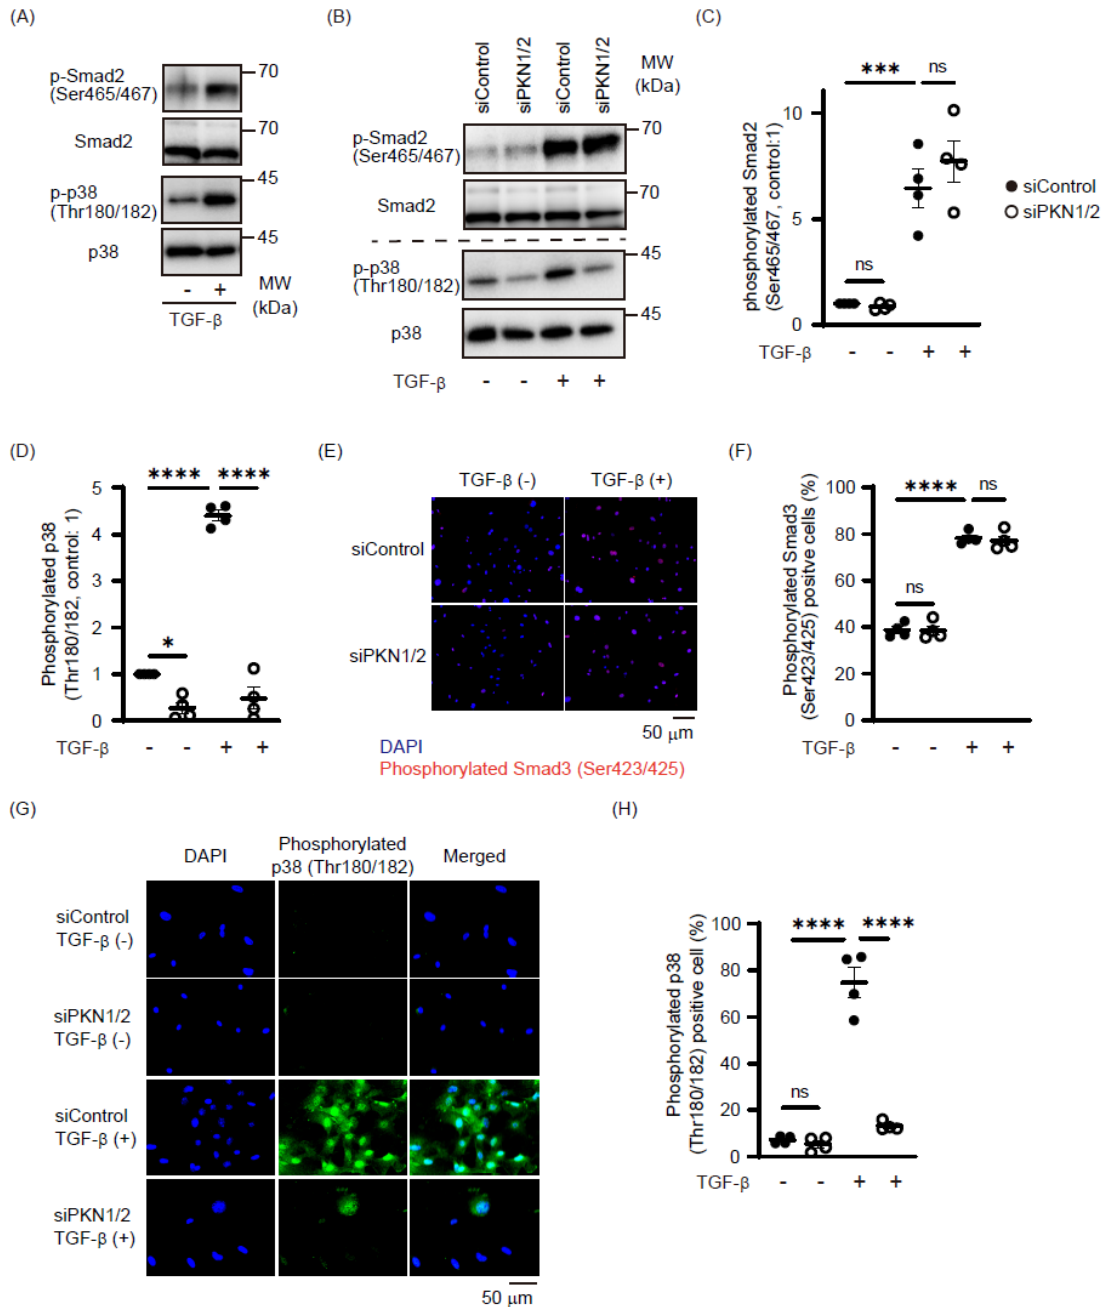 (A)
p-Smad2
(Ser465/467)
70
Smad2
70
p-p38
(Thr180/182)
45
p38
45
- +
MW
(kDa)
TGF-β
(B)
siControl
siPKN1/2
siControl
siPKN1/2
MW
(kDa)
p-Smad2
(Ser465/467)
70
Smad2
70
p-p38
(Thr180/182)
45
p38
45
TGF-β - - + +
(C)
*** ns
phosphorylated Smad2
(Ser465/467, control:1)
10
5
0
ns
TGF-β - - + +
siControl
siPKN1/2
(D)
**** ****
Phosphorylated p38
(Thr180/182, control: 1)
5
4
4
2
1
0
*
TGF-β - - + +
(E)
TGF-β (-) TGF-β (+)
siControl
siPKN1/2
50 μm
DAPI
Phosphorylated Smad3 (Ser423/425)
(F)
**** ns
Phosphorylated Smad3
(Ser423/425) positive cells (%)
100
80
60
40
20
0
ns
TGF-β - - + +
(G)
DAPI
Phosphorylated
p38 (Thr180/182)
Merged
siControl
TGF-β (-)
siPKN1/2
TGF-β (-)
siControl
TGF-β (+)
siPKN1/2
TGF-β (+)
50 μm
(H)
**** ****
Phosphorylated p38
(Thr180/182) positive cell (%)
100
80
60
40
20
0
ns
TGF-β - - + +